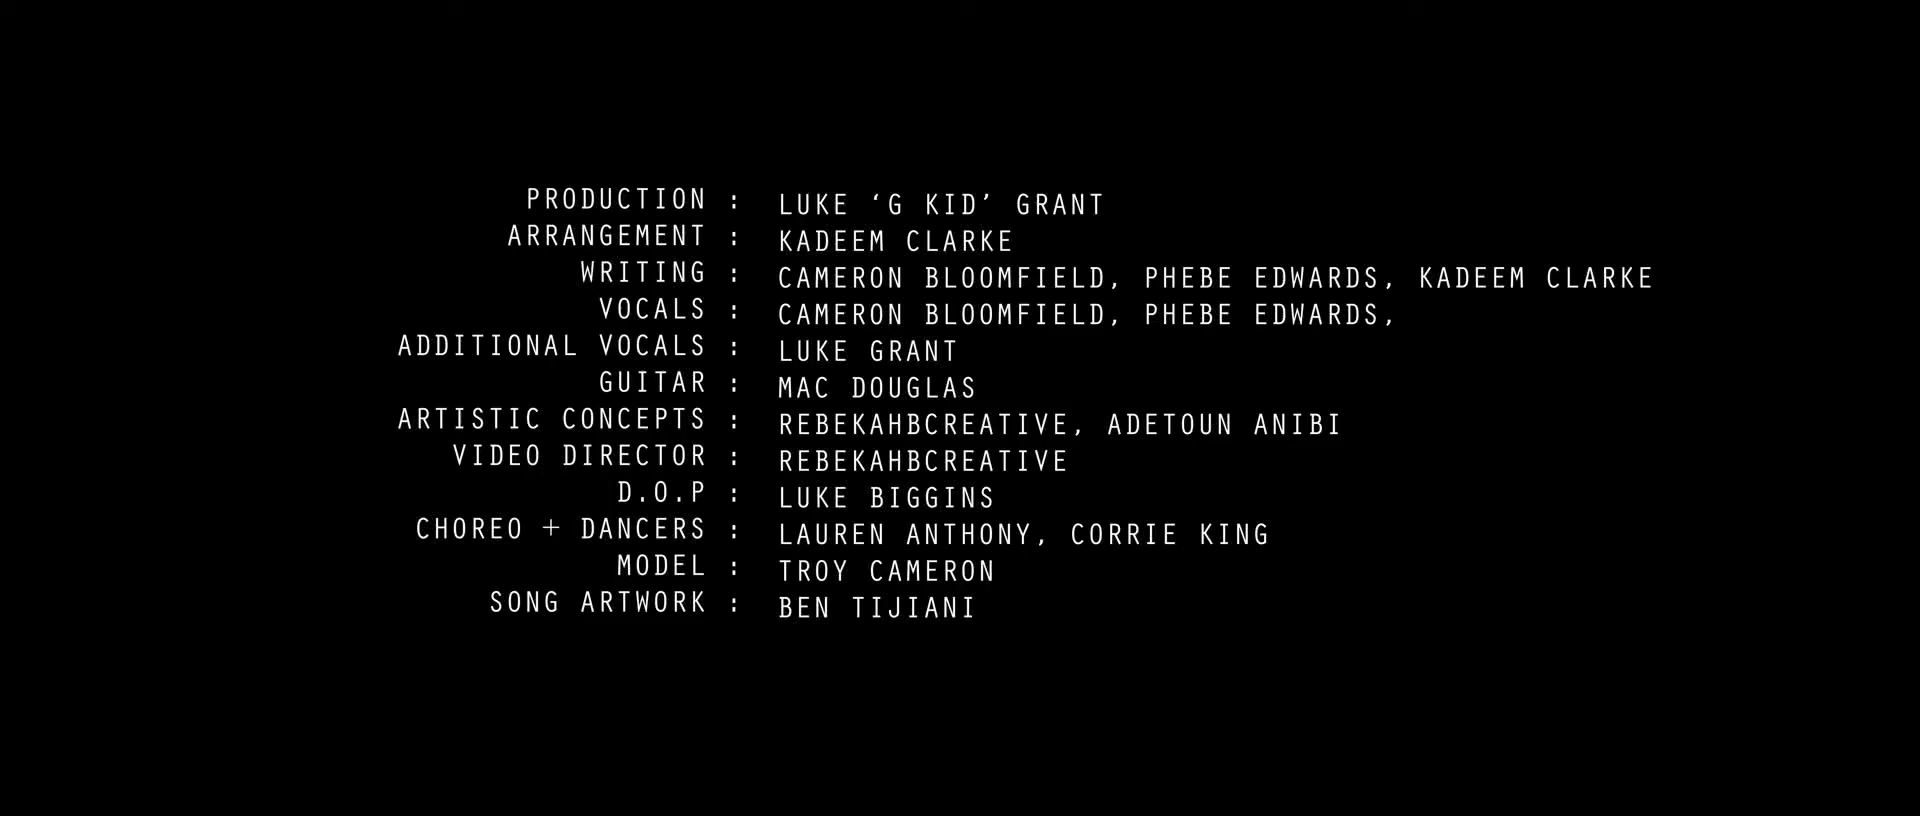 PRODUCTION : LUKE ‘G KID’ GRANT
ARRANGEMENT : KADEEM CLARKE
WRITING : CAMERON BLOOMFIELD, PHEBE EDWARDS, KADEEM CLARKE
VOCALS : CAMERON BLOOMFIELD, PHEBE EDWARDS,
ADDITIONAL VOCALS : LUKE GRANT
GUITAR : MAC DOUGLAS
ARTISTIC CONCEPTS : REBEKAHBCREATIVE, ADETOUN ANIBI
VIDEO DIRECTOR : REBEKAHBCREATIVE
D.O.P : LUKE BIGGINS
CHOREO + DANCERS : LAUREN ANTHONY, CORRIE KING
MODEL : TROY CAMERON
SONG ARTWORK : BEN TIJIANI